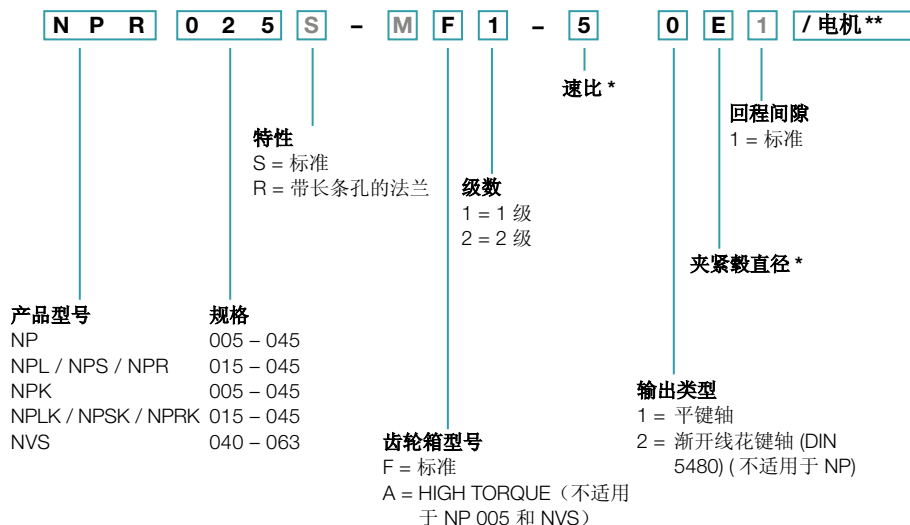 NPR 025 S – M F 1 – 5 0 E 1 / 电机**
速比 *
回程间隙
1 = 标准
特性
S = 标准
R = 带长条孔的法兰
级数
1 = 1 级
2 = 2 级
夹紧毂直径 *
产品型号 规格
NP 005 – 045
NPL / NPS / NPR 015 – 045
NPK 005 – 045
NPLK / NPSK / NPRK 015 – 045
NVS 040 – 063
齿轮箱型号
F = 标准
A = HIGH TORQUE（不适用
于 NP 005 和 NVS）
输出类型
1 = 平键轴
2 = 渐开线花键轴 (DIN
5480) ( 不适用于 NP)